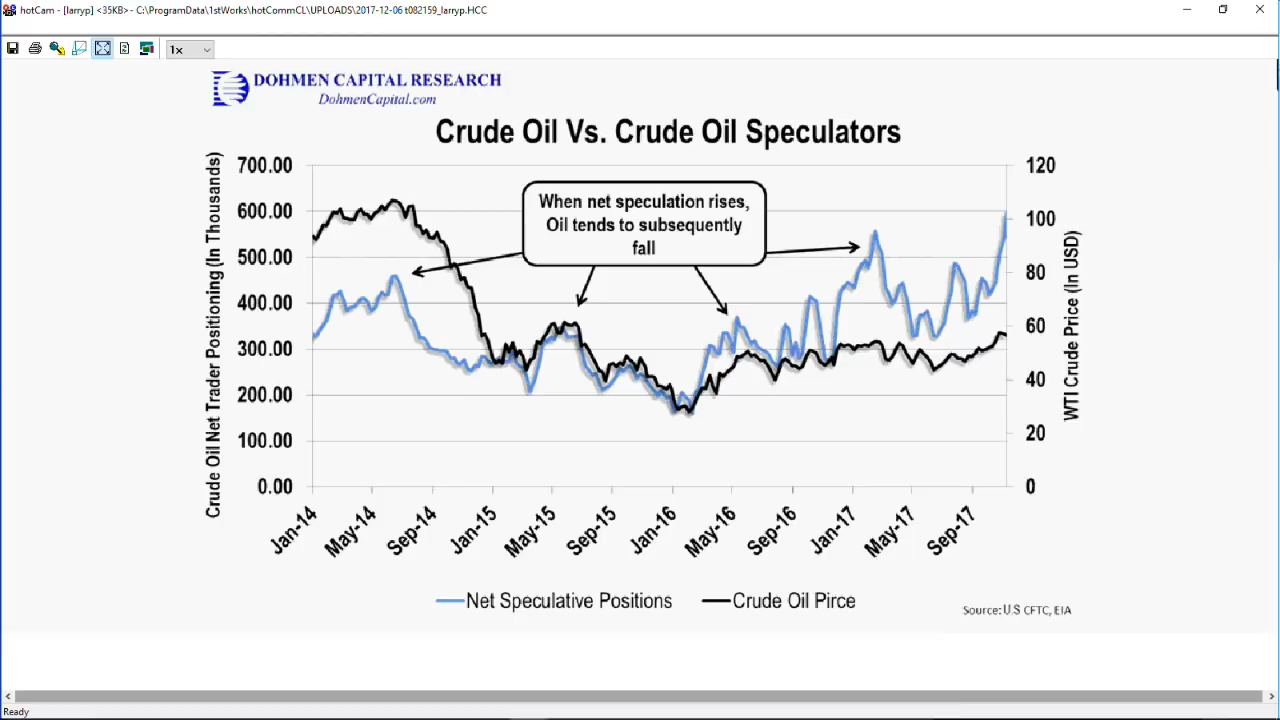 hotCam - [larryp] <35KB> - C:\ProgramData\1stWorks\hotCommCL\UPLOADS\2017-12-06 t082159_larryp.HCC
1x
DOHMEN CAPITAL RESEARCH
DohmenCapital.com
Crude Oil Vs. Crude Oil Speculators
Crude Oil Net Trader Positioning (In Thousands)
700.00
600.00
500.00
400.00
300.00
200.00
100.00
0.00
When net speculation rises,
Oil tends to subsequently
fall
120
100
80
60
40
20
0
WTI Crude Price (In USD)
Jan-14
May-14
Sep-14
Jan-15
May-15
Sep-15
Jan-16
May-16
Sep-16
Jan-17
May-17
Sep-17
Net Speculative Positions
Crude Oil Pirce
Source: U.S CFTC, EIA
Ready